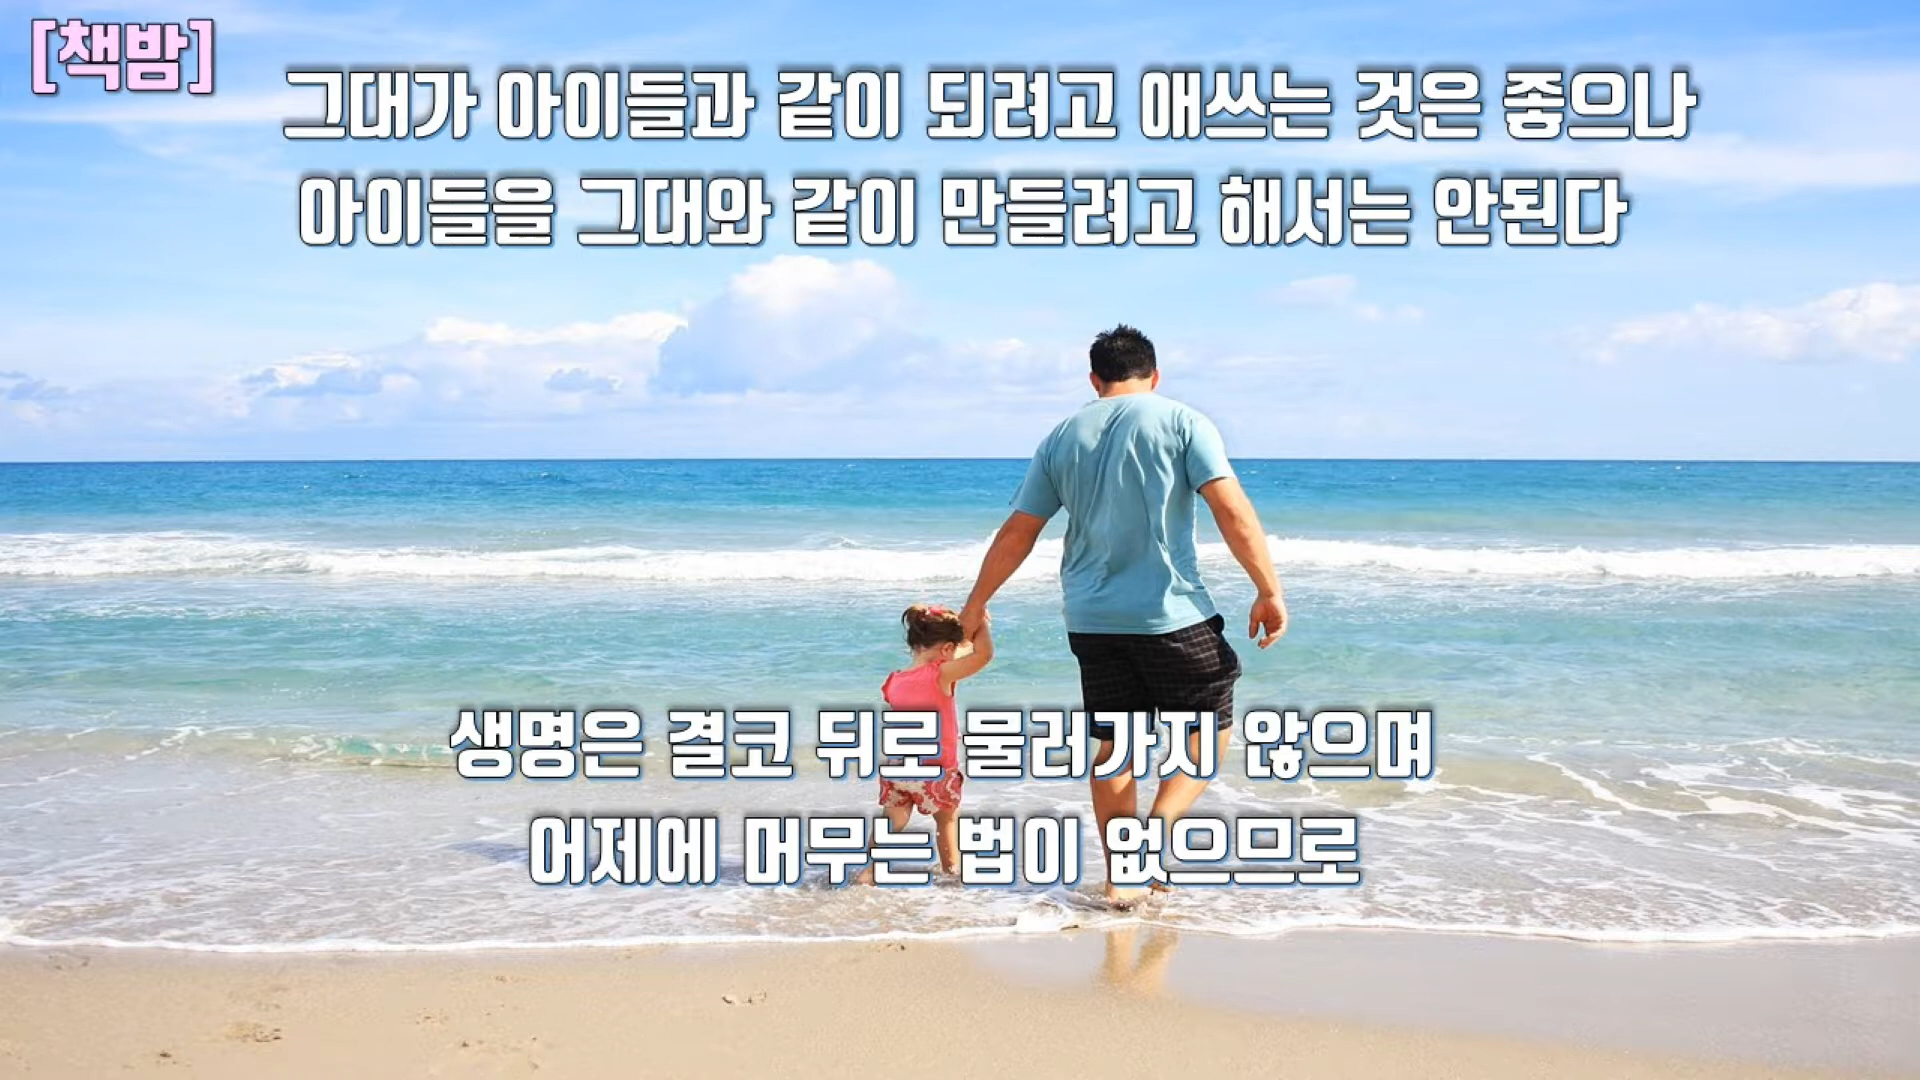 [책밤]
그대가 아이들과 같이 되려고 애쓰는 것은 좋으나
아이들을 그대와 같이 만들려고 해서는 안된다
생명은 결코 뒤로 물러가지 않으며
어제에 머무는 법이 없으므로